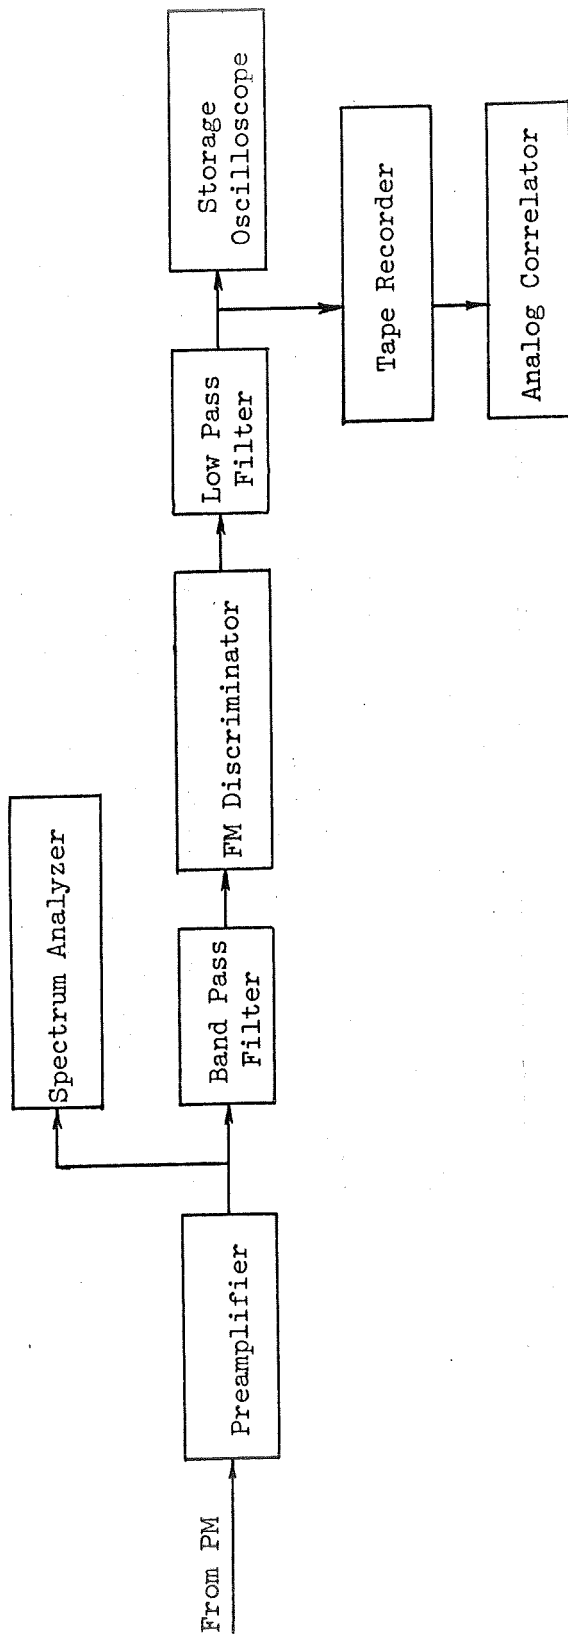 From PM
Preamplifier
Spectrum Analyzer
Band Pass
Filter
FM Discriminator
Low Pass
Filter
Storage
Oscilloscope
Tape Recorder
Analog Correlator